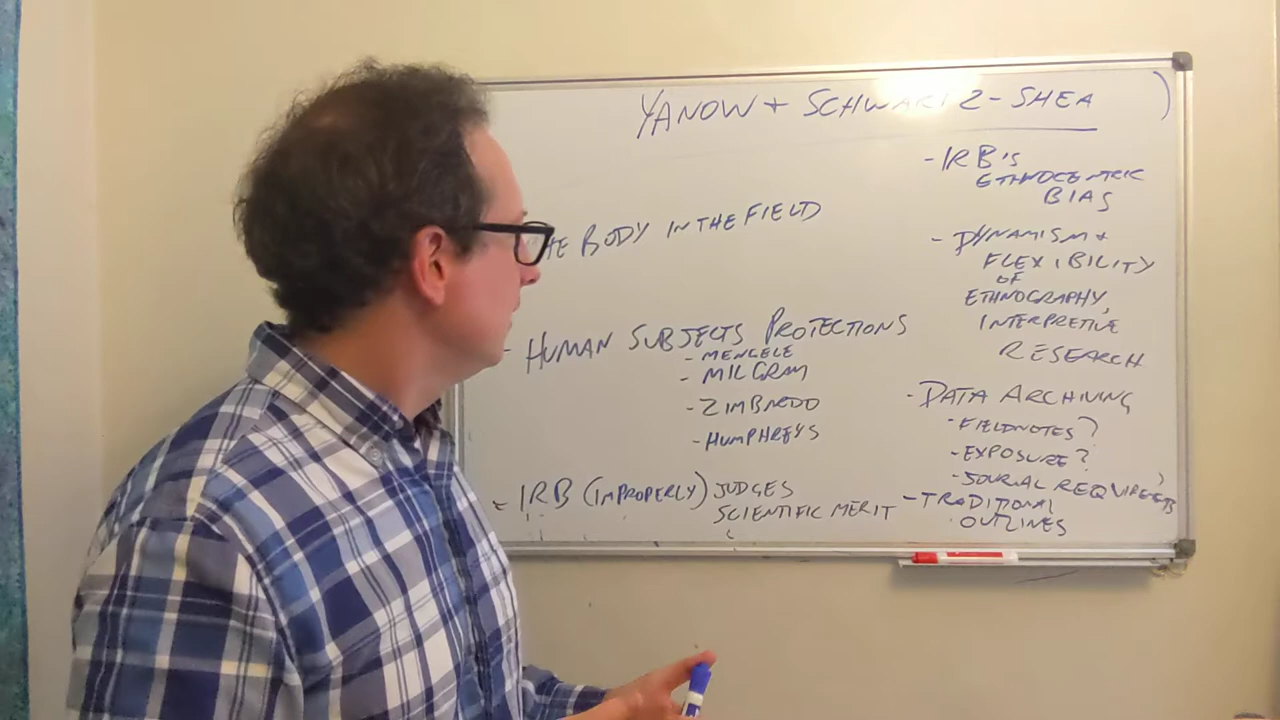 YANOW + SCHWARTZ-SHEA )
THE BODY IN THE FIELD
- HUMAN SUBJECTS PROTECTIONS
- MENGELE
- MILGRAM
- ZIMBARDO
- HUMPHREYS
- IRB (IMPROPERLY) JUDGES
SCIENTIFIC MERIT
- IRB'S
ETHNOCENTRIC
BIAS
- DYNAMISM +
FLEXIBILITY
OF
ETHNOGRAPHY,
INTERPRETIVE
RESEARCH
- DATA ARCHIVING
- FIELDNOTES?
- EXPOSURE?
- JOURNAL REQUIREMENTS?
- TRADITIONAL
OUTLINES